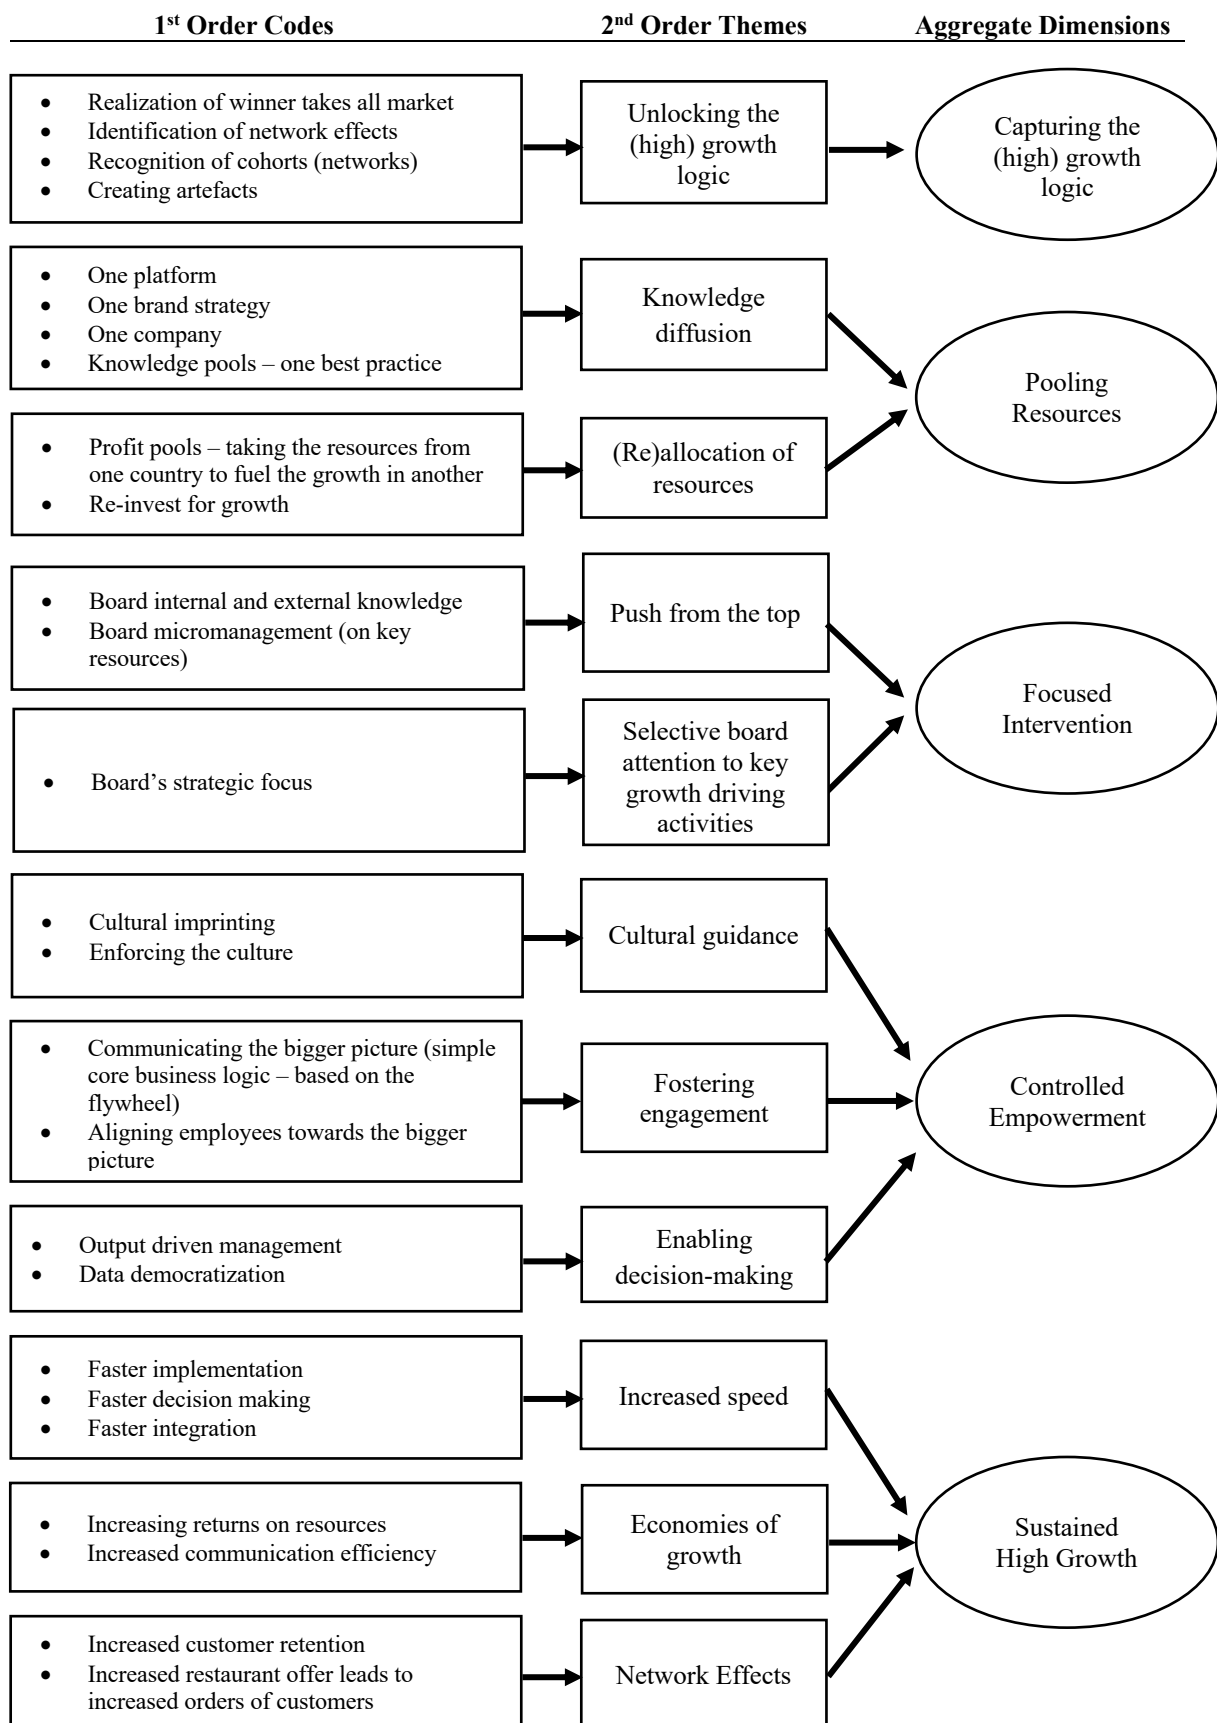 1st Order Codes 2nd Order Themes Aggregate Dimensions
• Realization of winner takes all market
• Identification of network effects
• Recognition of cohorts (networks)
• Creating artefacts
Unlocking the
(high) growth
logic
Capturing the
(high) growth
logic
• One platform
• One brand strategy
• One company
• Knowledge pools – one best practice
Knowledge
diffusion
Pooling
Resources
• Profit pools – taking the resources from
one country to fuel the growth in another
• Re-invest for growth
(Re)allocation of
resources
• Board internal and external knowledge
• Board micromanagement (on key
resources)
Push from the top
Focused
Intervention
• Board’s strategic focus
Selective board
attention to key
growth driving
activities
• Cultural imprinting
• Enforcing the culture
Cultural guidance
• Communicating the bigger picture (simple
core business logic – based on the
flywheel)
• Aligning employees towards the bigger
picture
Fostering
engagement
Controlled
Empowerment
• Output driven management
• Data democratization
Enabling
decision-making
• Faster implementation
• Faster decision making
• Faster integration
Increased speed
• Increasing returns on resources
• Increased communication efficiency
Economies of
growth
Sustained
High Growth
• Increased customer retention
• Increased restaurant offer leads to
increased orders of customers
Network Effects